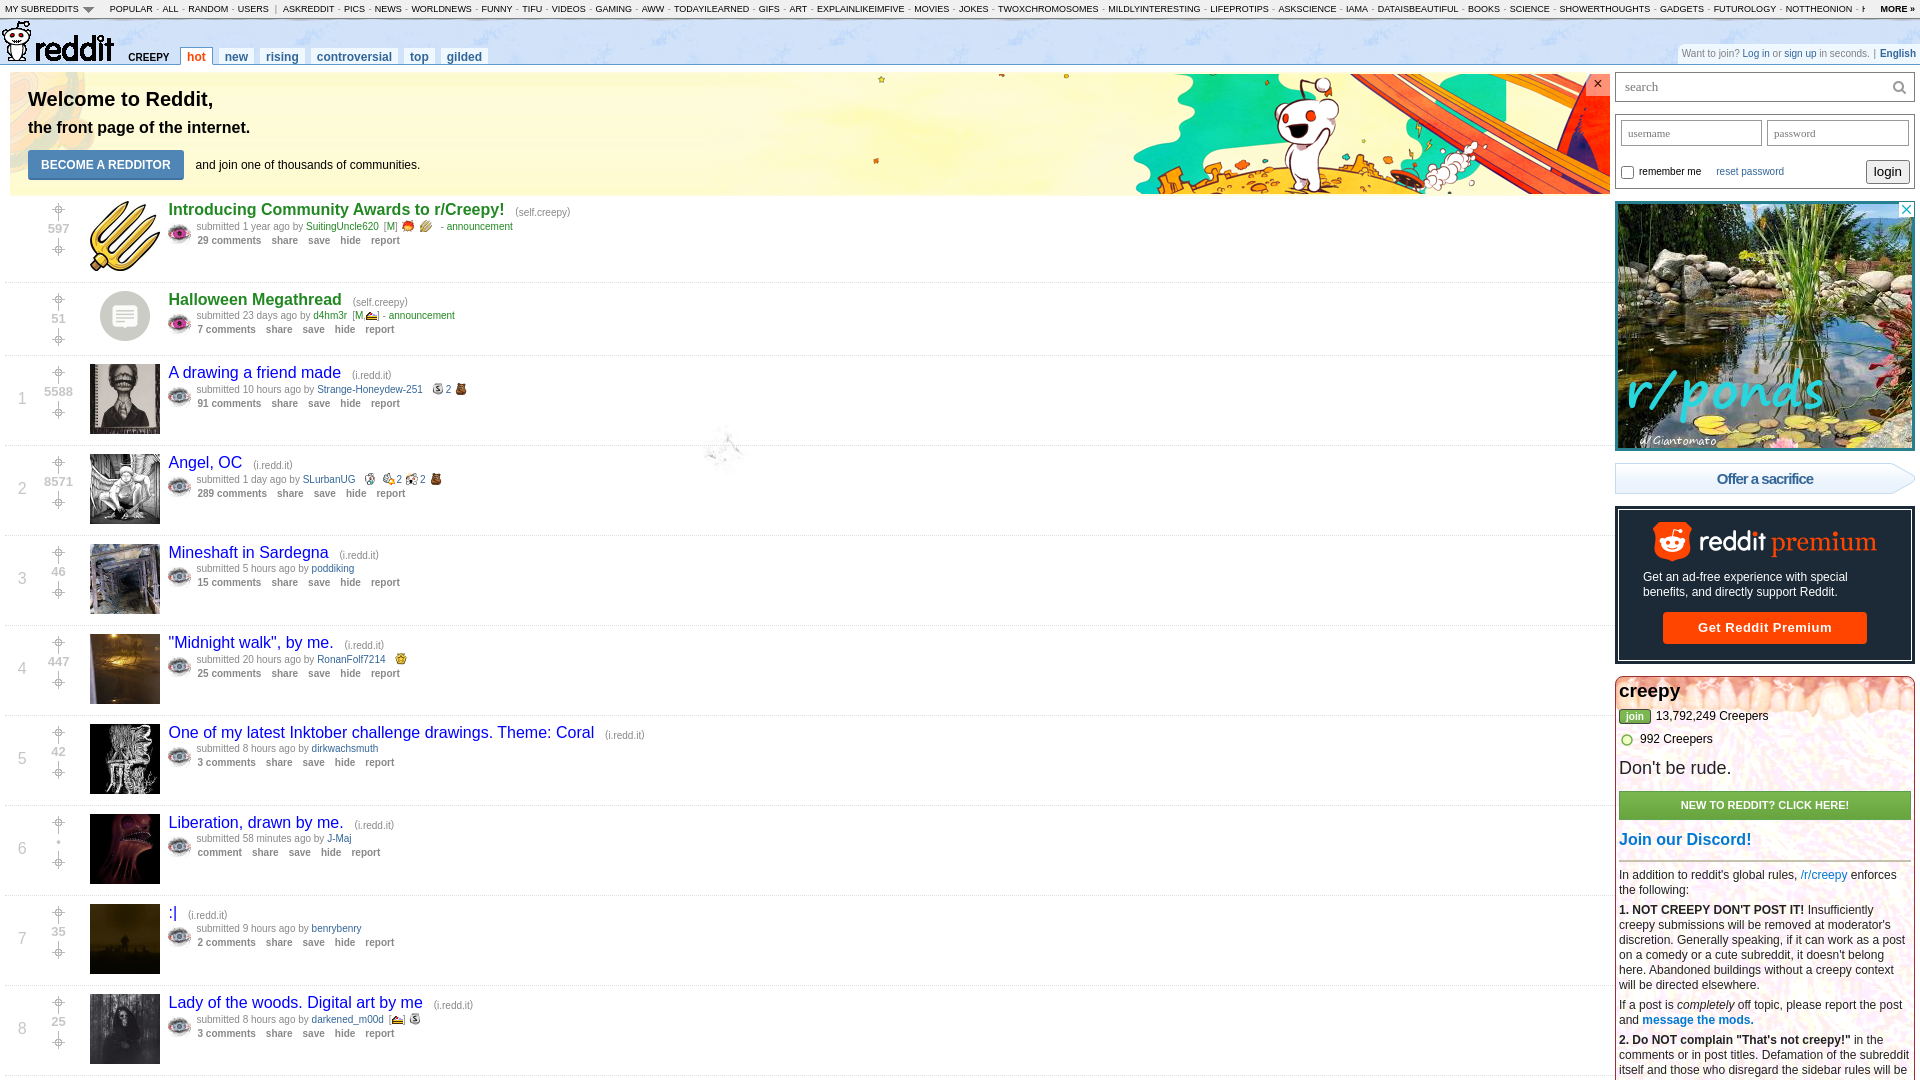 MY SUBREDDITS POPULAR - ALL - RANDOM - USERS | ASKREDDIT - PICS - NEWS - WORLDNEWS - FUNNY - TIFU - VIDEOS - GAMING - AWW - TODAYILEARNED - GIFS - ART - EXPLAINLIKEIMFIVE - MOVIES - JOKES - TWOXCHROMOSOMES - MILDLYINTERESTING - LIFEPROTIPS - ASKSCIENCE - IAMA - DATAISBEAUTIFUL - BOOKS - SCIENCE - SHOWERTHOUGHTS - GADGETS - FUTUROLOGY - NOTTHEONION - MORE »
reddit CREEPY hot new rising controversial top gilded
Want to join? Log in or sign up in seconds. | English
Welcome to Reddit,
the front page of the internet.
BECOME A REDDITOR and join one of thousands of communities.
×
597
Introducing Community Awards to r/Creepy! (self.creepy)
submitted 1 year ago by SuitingUncle620 [M] - announcement
29 comments share save hide report
51
Halloween Megathread (self.creepy)
submitted 23 days ago by d4hm3r [M, ] - announcement
7 comments share save hide report
1
5588
A drawing a friend made (i.redd.it)
submitted 10 hours ago by Strange-Honeydew-251 2
91 comments share save hide report
2
8571
Angel, OC (i.redd.it)
submitted 1 day ago by SLurbanUG 2 2
289 comments share save hide report
3
46
Mineshaft in Sardegna (i.redd.it)
submitted 5 hours ago by poddiking
15 comments share save hide report
4
447
"Midnight walk", by me. (i.redd.it)
submitted 20 hours ago by RonanFolf7214
25 comments share save hide report
5
42
One of my latest Inktober challenge drawings. Theme: Coral (i.redd.it)
submitted 8 hours ago by dirkwachsmuth
3 comments share save hide report
6
•
Liberation, drawn by me. (i.redd.it)
submitted 58 minutes ago by J-Maj
comment share save hide report
7
35
:| (i.redd.it)
submitted 9 hours ago by benrybenry
2 comments share save hide report
8
25
Lady of the woods. Digital art by me (i.redd.it)
submitted 8 hours ago by darkened_m00d [ ]
3 comments share save hide report
search
username password
remember me reset password login
r/ponds
u/Giantomato
Offer a sacrifice
reddit premium
Get an ad-free experience with special
benefits, and directly support Reddit.
Get Reddit Premium
creepy
join 13,792,249 Creepers
992 Creepers
Don't be rude.
NEW TO REDDIT? CLICK HERE!
Join our Discord!
In addition to reddit's global rules, /r/creepy enforces
the following:
1. NOT CREEPY DON'T POST IT! Insufficiently
creepy submissions will be removed at moderator's
discretion. Generally speaking, if it can work as a post
on a comedy or a cute subreddit, it doesn't belong
here. Abandoned buildings without a creepy context
will be directed elsewhere.
If a post is completely off topic, please report the post
and message the mods.
2. Do NOT complain "That's not creepy!" in the
comments or in post titles. Defamation of the subreddit
itself and those who disregard the sidebar rules will be